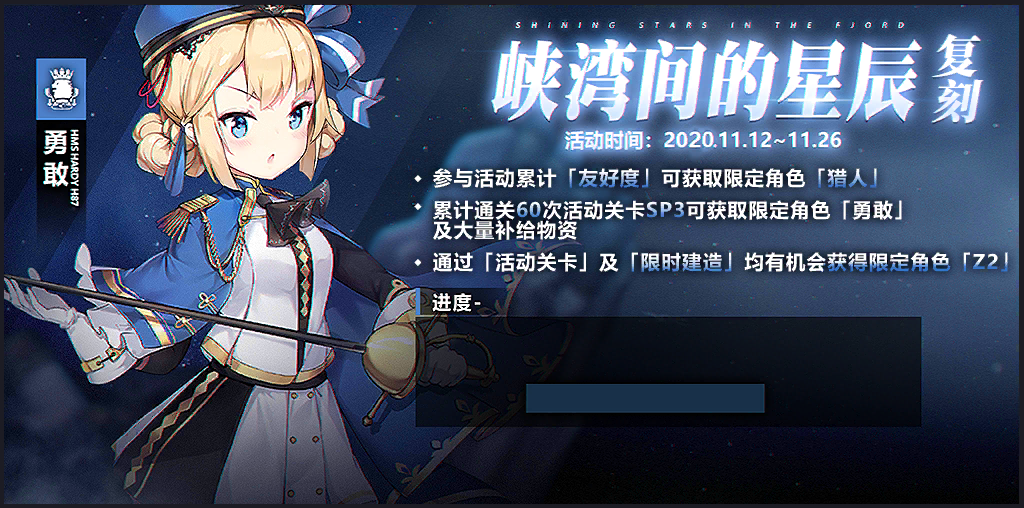 SHINING STARS IN THE FJORD
峡湾间的星辰
复刻
活动时间：2020.11.12~11.26
勇敢
HMS HARDY H87
参与活动累计「友好度」可获取限定角色「猎人」
累计通关60次活动关卡SP3可获取限定角色「勇敢」
及大量补给物资
通过「活动关卡」及「限时建造」均有机会获得限定角色「Z2」
进度-